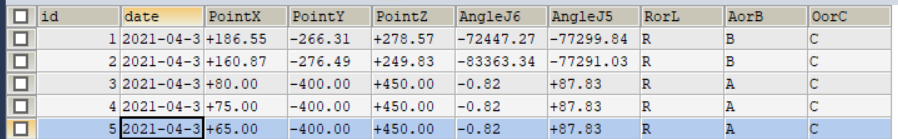 id date PointX PointY PointZ AngleJ6 AngleJ5 RorL AorB OorC
1 2021-04-3 +186.55 -266.31 +278.57 -72447.27 -77299.84 R B C
2 2021-04-3 +160.87 -276.49 +249.83 -83363.34 -77291.03 R B C
3 2021-04-3 +80.00 -400.00 +450.00 -0.82 +87.83 R A C
4 2021-04-3 +75.00 -400.00 +450.00 -0.82 +87.83 R A C
5 2021-04-3 +65.00 -400.00 +450.00 -0.82 +87.83 R A C